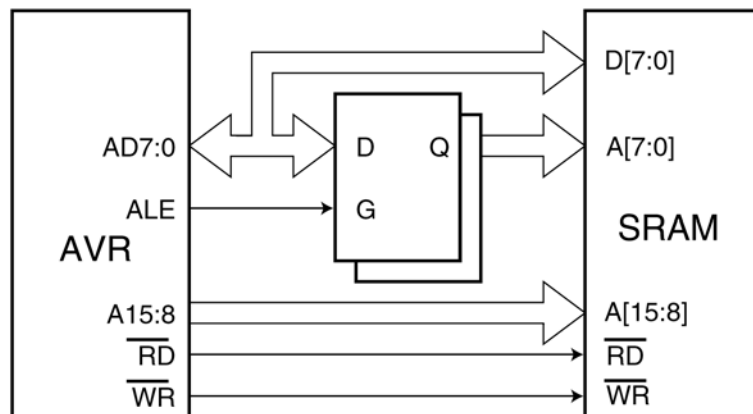 D[7:0]
AD7:0
D
Q
A[7:0]
ALE
G
AVR
SRAM
A15:8
A[15:8]
RD
RD
WR
WR